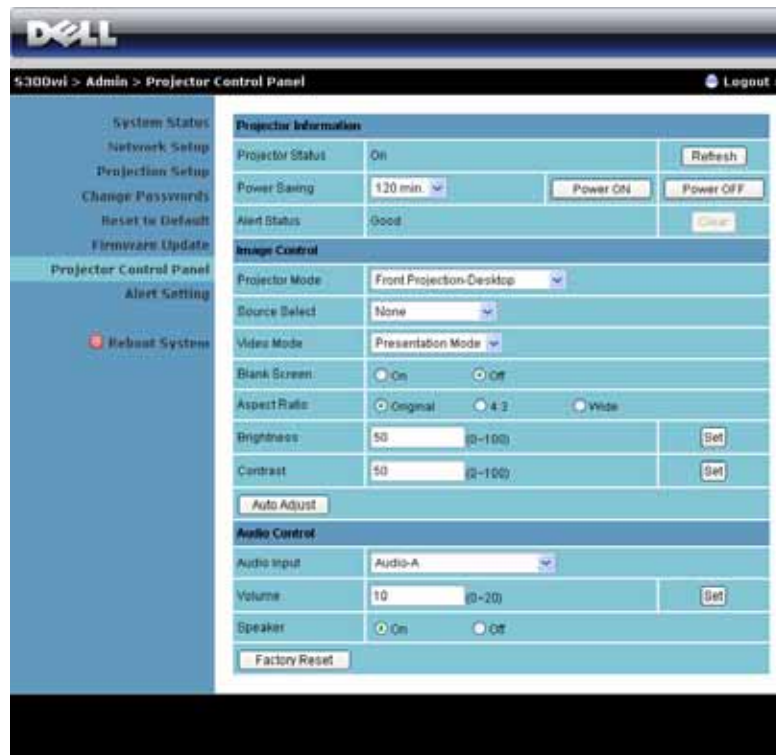 DELL
S300wi > Admin > Projector Control Panel
Logout
System Status
Network Setup
Projection Setup
Change Passwords
Reset to Default
Firmware Update
Projector Control Panel
Alert Setting
Reboot System
Projector Information
Projector Status On Refresh
Power Saving 120 min. Power ON Power OFF
Alert Status Good Clear
Image Control
Projector Mode Front Projection-Desktop
Source Select None
Video Mode Presentation Mode
Blank Screen On Off
Aspect Ratio Original 4:3 Wide
Brightness 50 (0~100) Set
Contrast 50 (0~100) Set
Auto Adjust
Audio Control
Audio Input Audio-A
Volume 10 (0~20) Set
Speaker On Off
Factory Reset